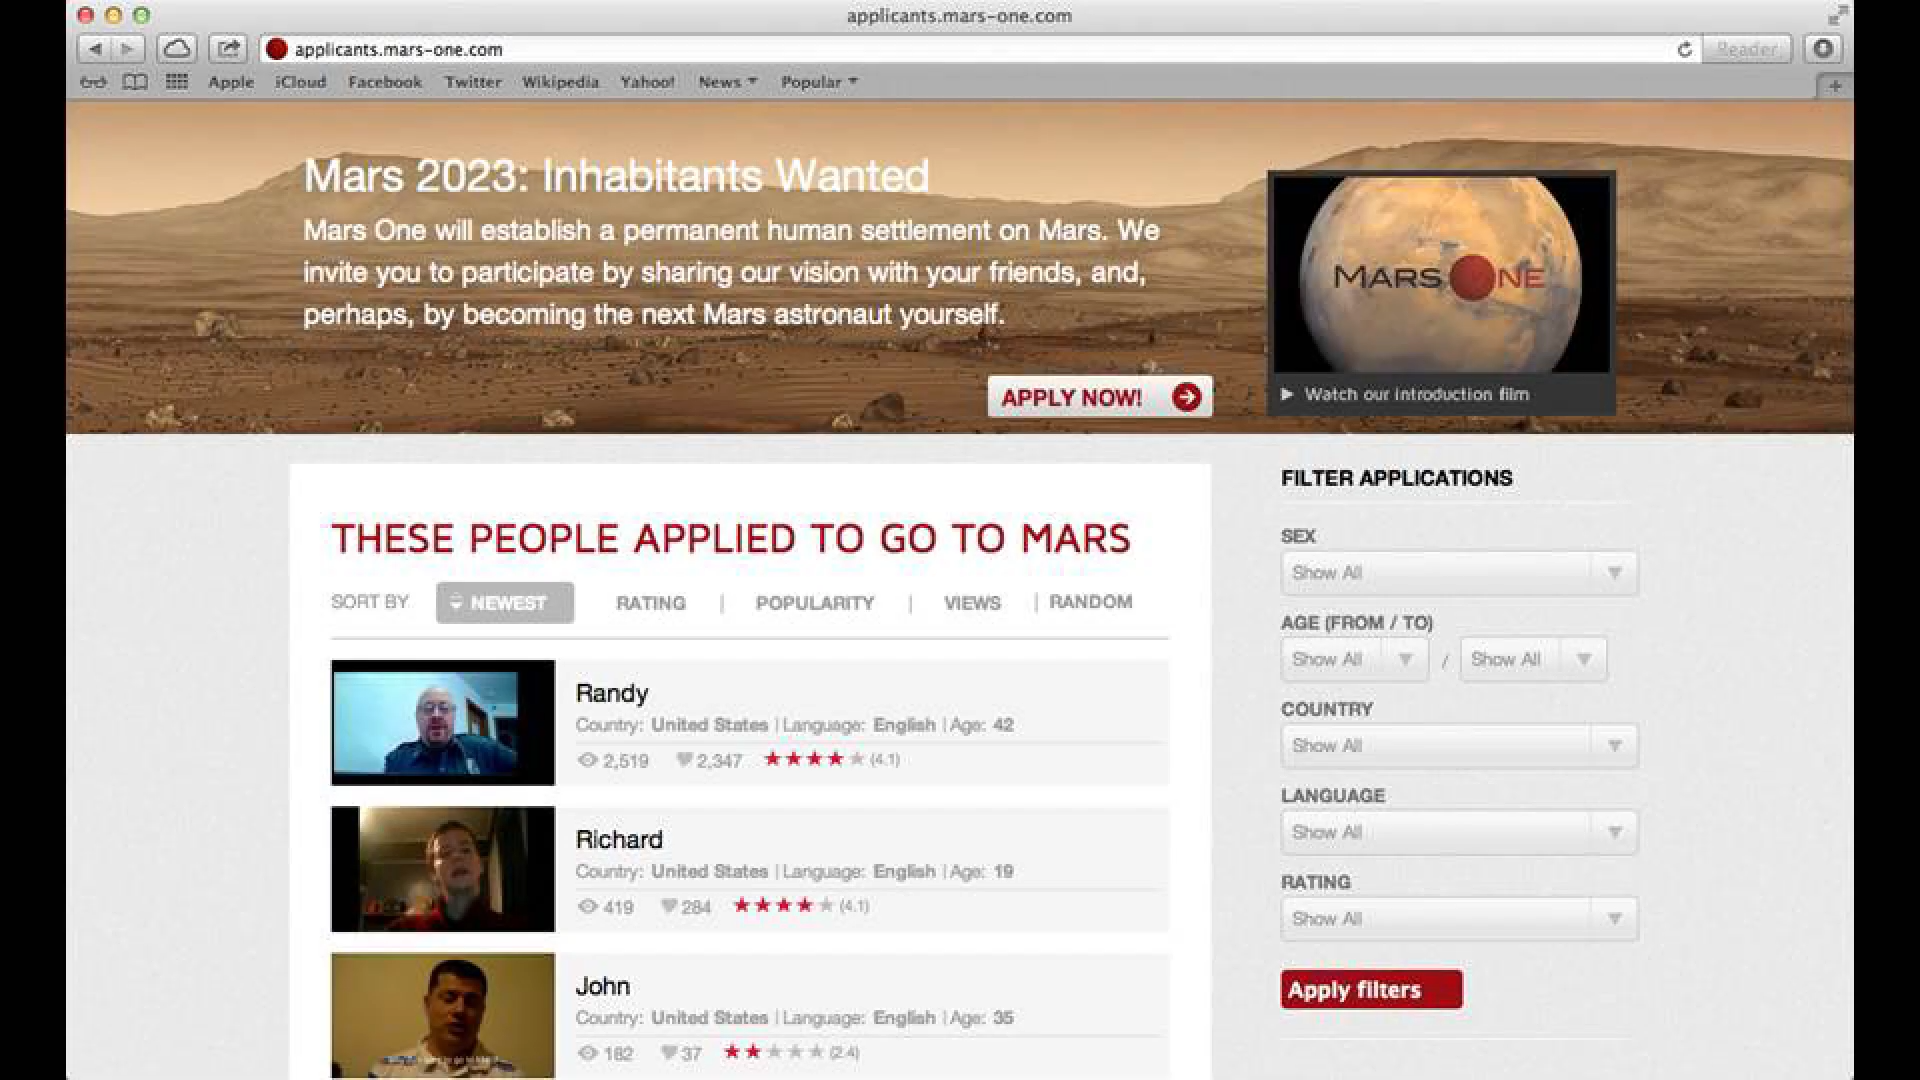 applicants.mars-one.com
applicants.mars-one.com
Reader
Apple iCloud Facebook Twitter Wikipedia Yahoo! News Popular
Mars 2023: Inhabitants Wanted
Mars One will establish a permanent human settlement on Mars. We
invite you to participate by sharing our vision with your friends, and,
perhaps, by becoming the next Mars astronaut yourself.
APPLY NOW!
MARS ONE
Watch our introduction film
THESE PEOPLE APPLIED TO GO TO MARS
SORT BY NEWEST RATING | POPULARITY | VIEWS | RANDOM
Randy
Country: United States | Language: English | Age: 42
2,519 2,347 (4.1)
Richard
Country: United States | Language: English | Age: 19
419 284 (4.1)
John
Country: United States | Language: English | Age: 35
182 37 (2.4)
FILTER APPLICATIONS
SEX
Show All
AGE (FROM / TO)
Show All / Show All
COUNTRY
Show All
LANGUAGE
Show All
RATING
Show All
Apply filters